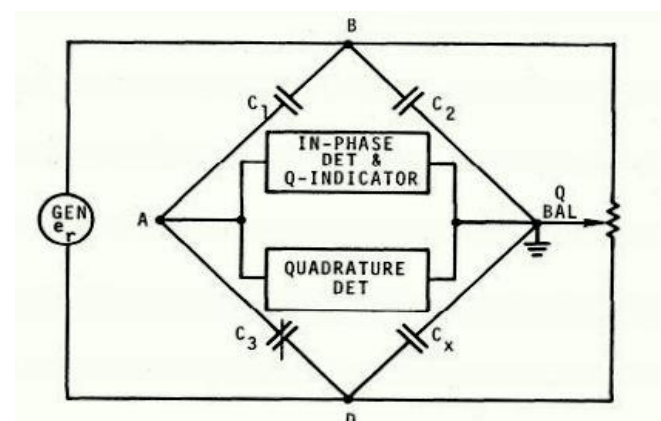 B
C1
C2
IN-PHASE
DET &
Q-INDICATOR
GEN
er
A
Q
BAL
QUADRATURE
DET
C3
Cx
D